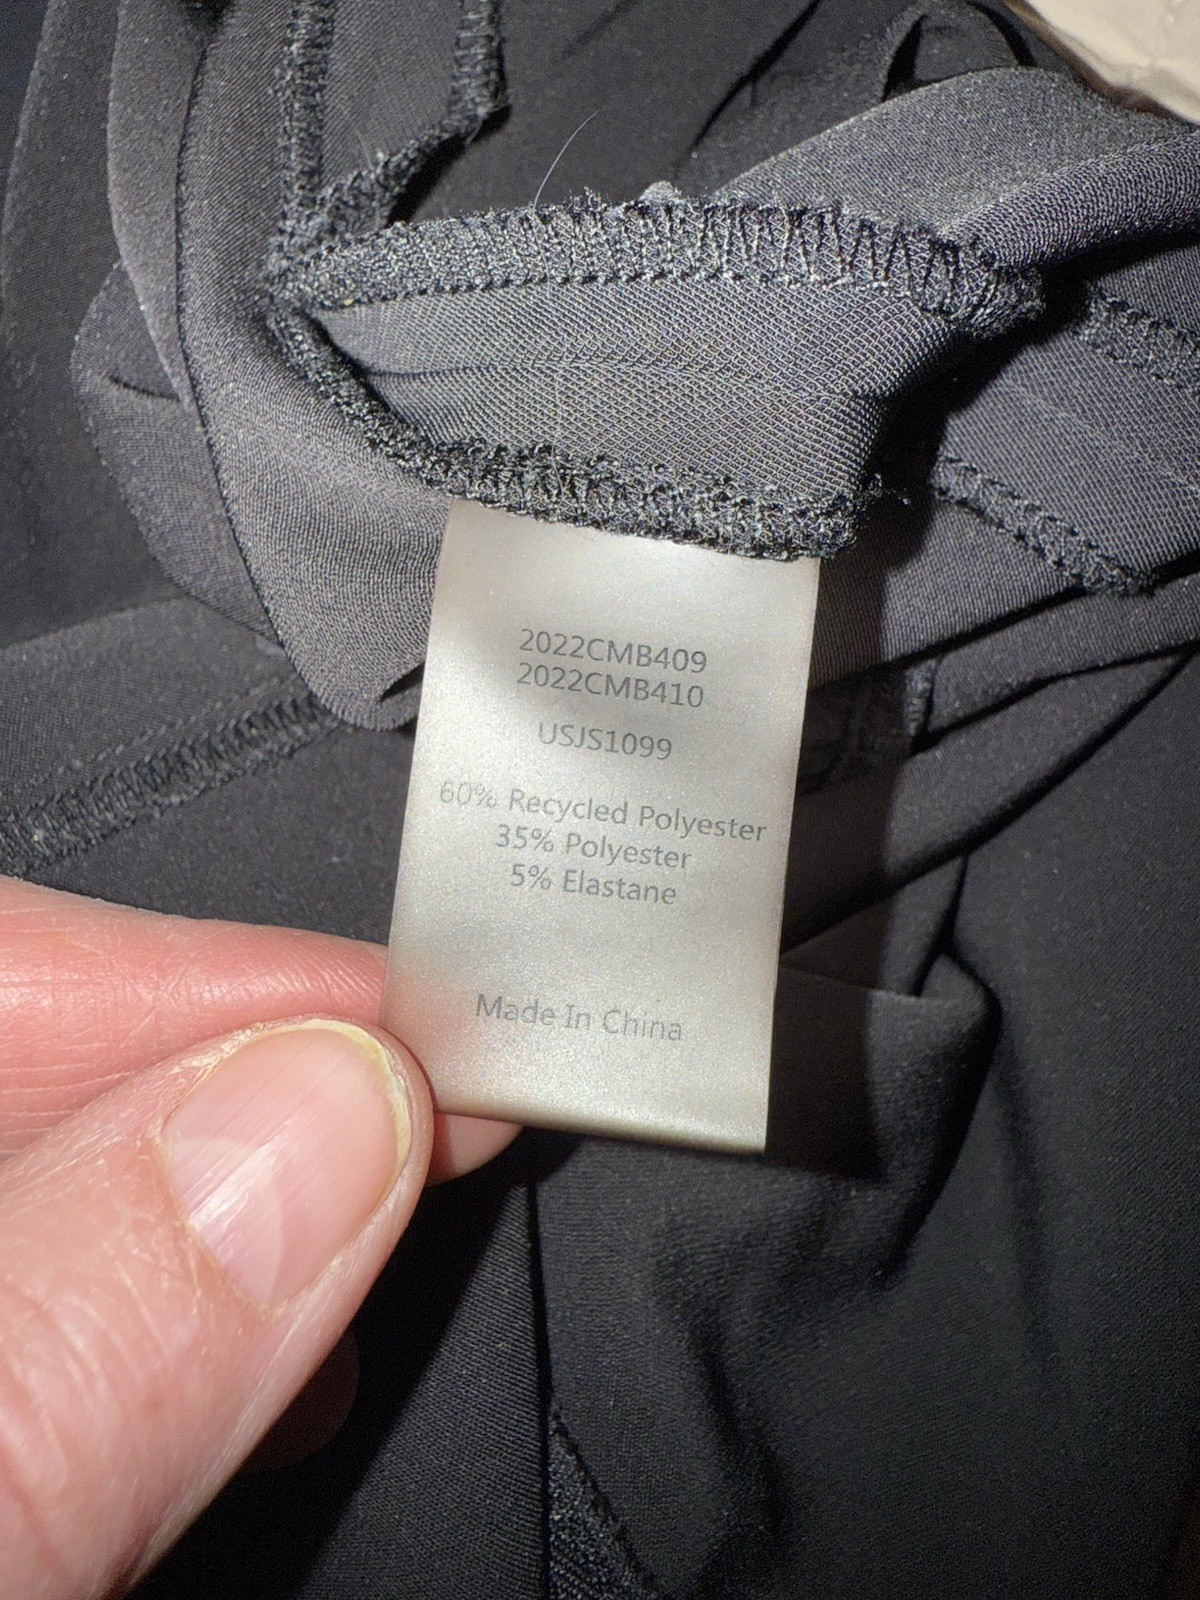 2022CMB409
2022CMB410
USJS1099
60% Recycled Polyester
35% Polyester
5% Elastane
Made In China